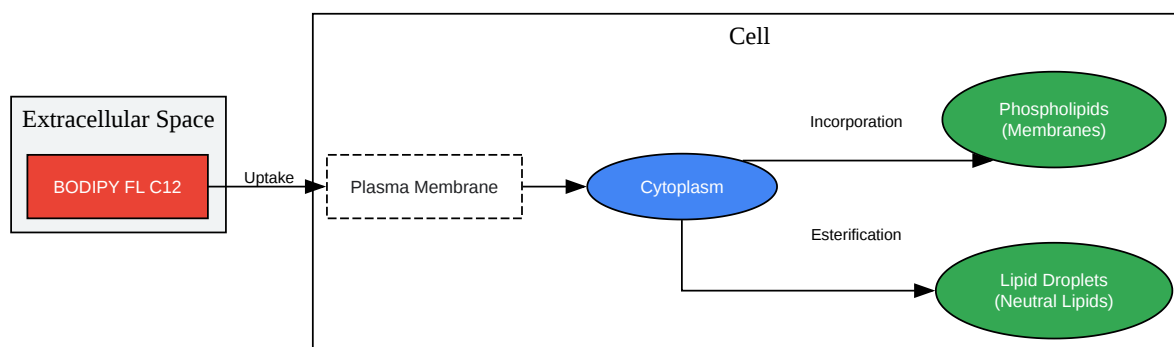 Cell
Extracellular Space
BODIPY FL C12
Uptake
Plasma Membrane
Cytoplasm
Incorporation
Phospholipids
(Membranes)
Esterification
Lipid Droplets
(Neutral Lipids)